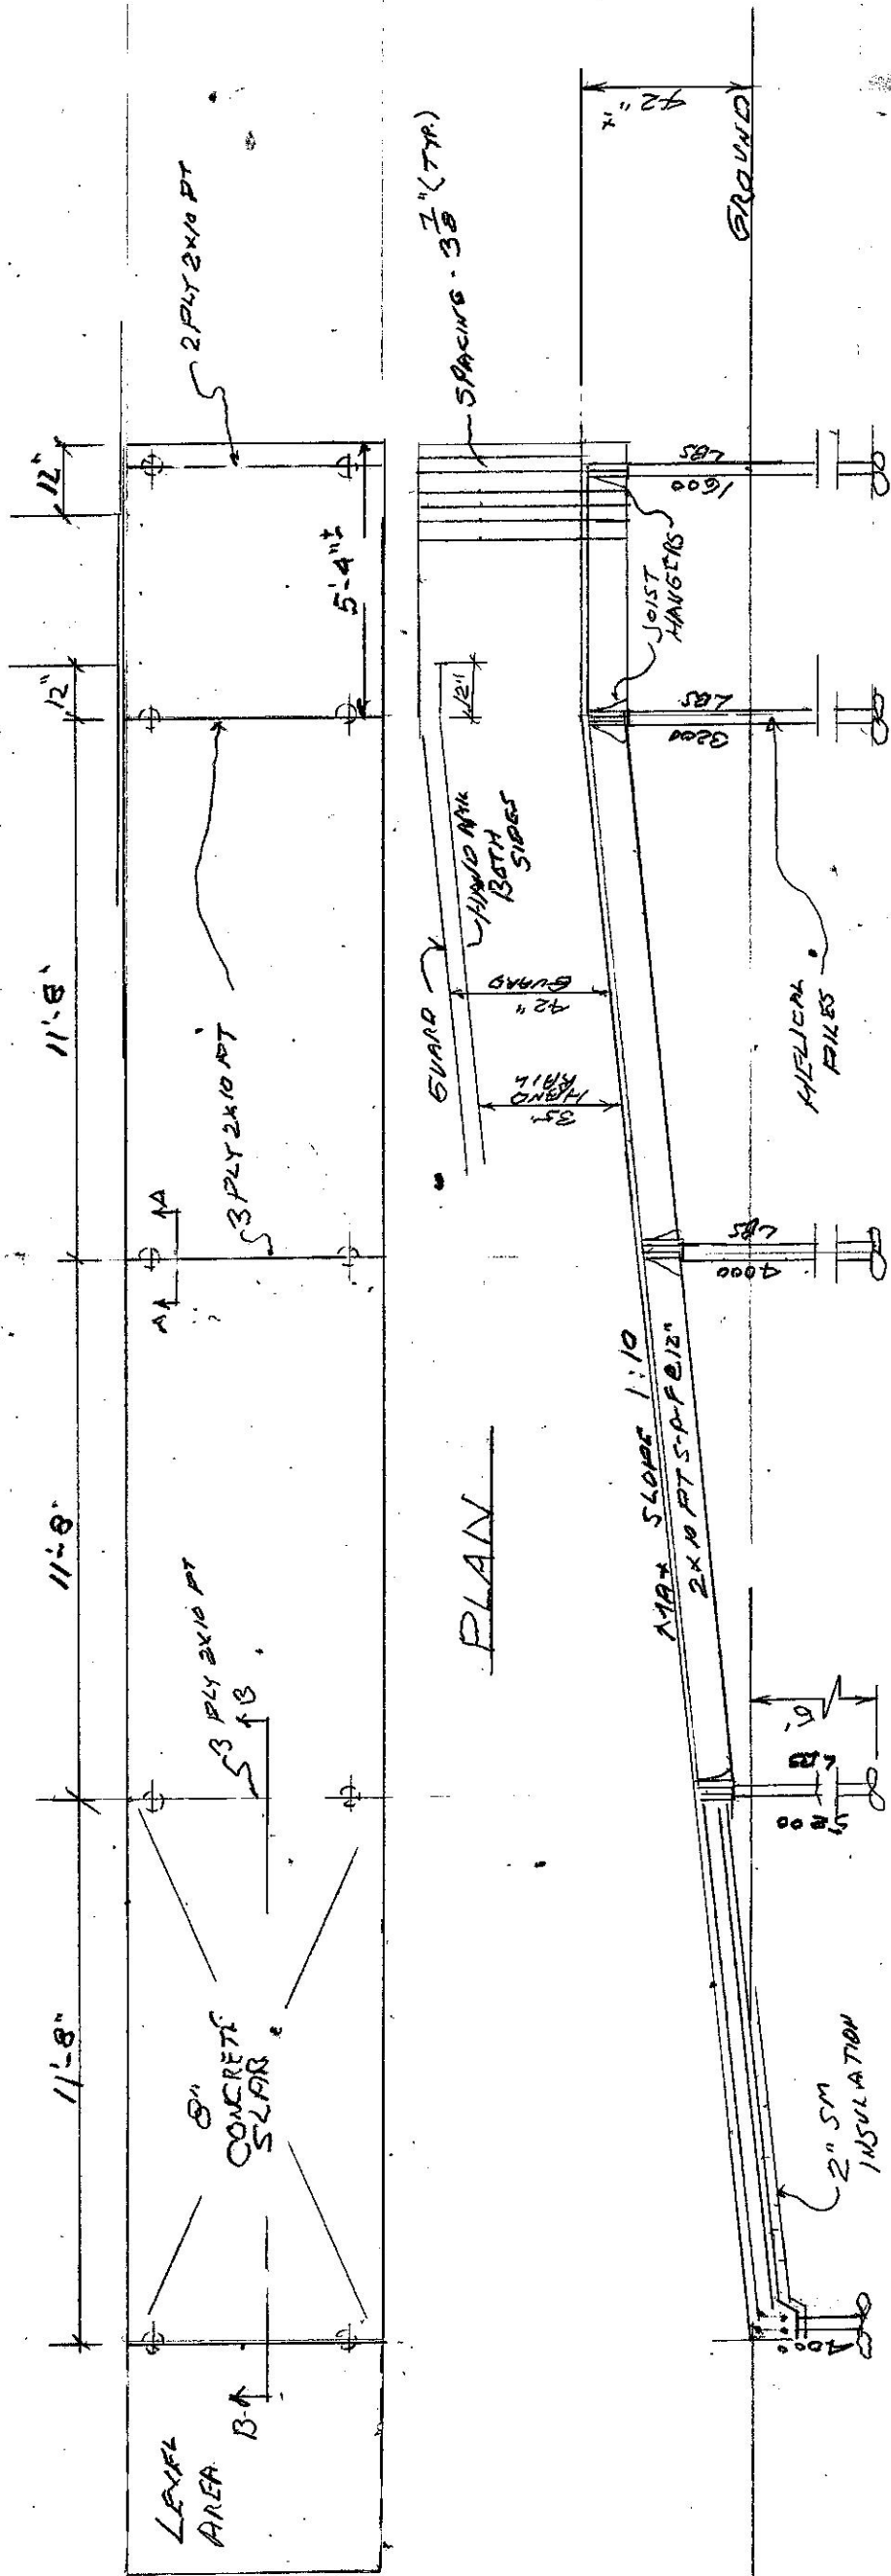 12"
12"
11'-8"
11'-8"
11'-8"
2 PLY 2x10 PT
5'-4"±
3 PLY 2x10 PT
A A
3 PLY 2x10 PT
B
8"
CONCRETE
SLAB
B
LEVEL
AREA
PLAN
SPACING - 3 7/8" (TYP.)
42" ±
GROUND
12"
GUARD
HAND RAIL
BOTH
SIDES
42"
GUARD
35"
HAND
RAIL
JOIST
HANGERS
1600
LBS
3200
LBS
HELICAL
PILES
4000
LBS
MAX SLOPE 1:10
2x10 PT S-P-F @ 12"
LBS
2" SM
INSULATION